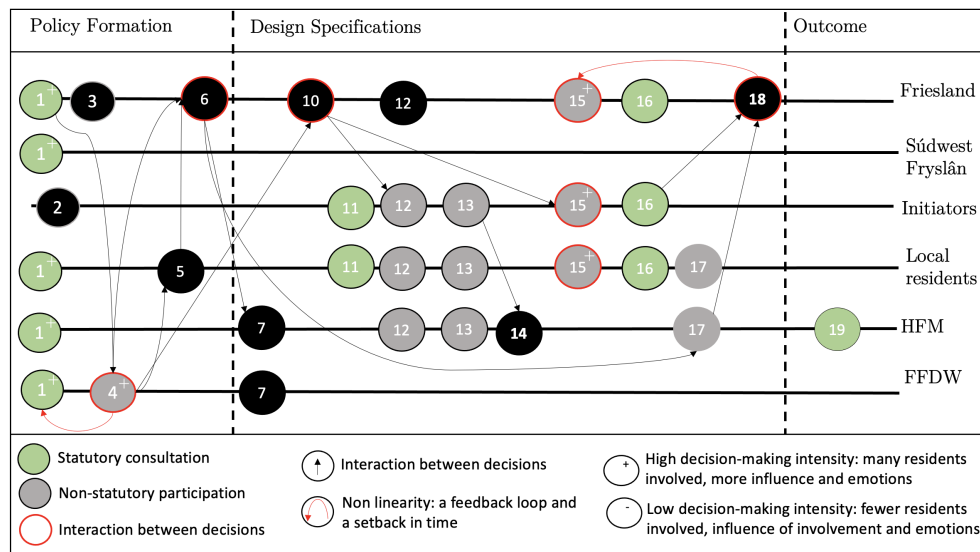 Policy Formation Design Specifications Outcome
1+ 3 6 10 12 15+ 16 18 Friesland
1+ Súdwest
Fryslân
2 11 12 13 15+ 16 Initiators
1+ 5 11 12 13 15+ 16 17 Local
residents
1+ 7 12 13 14 17 19 HFM
1+ 4+ 7 FFDW
Statutory consultation
Non-statutory participation
Interaction between decisions
Interaction between decisions
Non linearity: a feedback loop and
a setback in time
+ High decision-making intensity: many residents
involved, more influence and emotions
- Low decision-making intensity: fewer residents
involved, influence of involvement and emotions